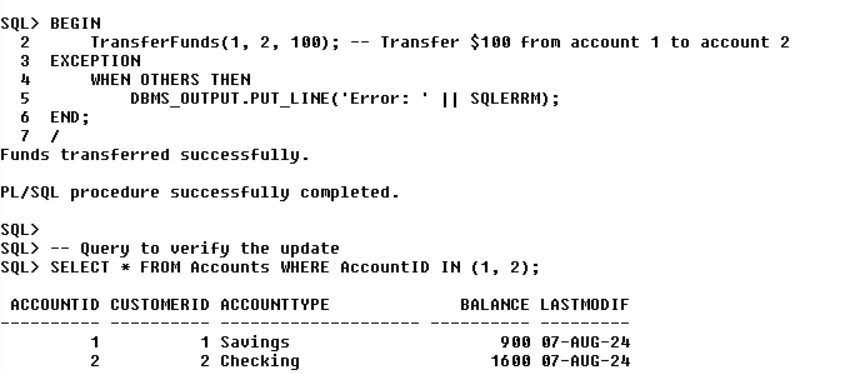 SQL> BEGIN
  2      TransferFunds(1, 2, 100); -- Transfer $100 from account 1 to account 2
  3  EXCEPTION
  4      WHEN OTHERS THEN
  5          DBMS_OUTPUT.PUT_LINE('Error: ' || SQLERRM);
  6  END;
  7  /
Funds transferred successfully.

PL/SQL procedure successfully completed.

SQL>
SQL> -- Query to verify the update
SQL> SELECT * FROM Accounts WHERE AccountID IN (1, 2);

 ACCOUNTID CUSTOMERID ACCOUNTTYPE             BALANCE LASTMODIF
---------- ---------- -------------------- ---------- ---------
         1          1 Savings                     900 07-AUG-24
         2          2 Checking                   1600 07-AUG-24